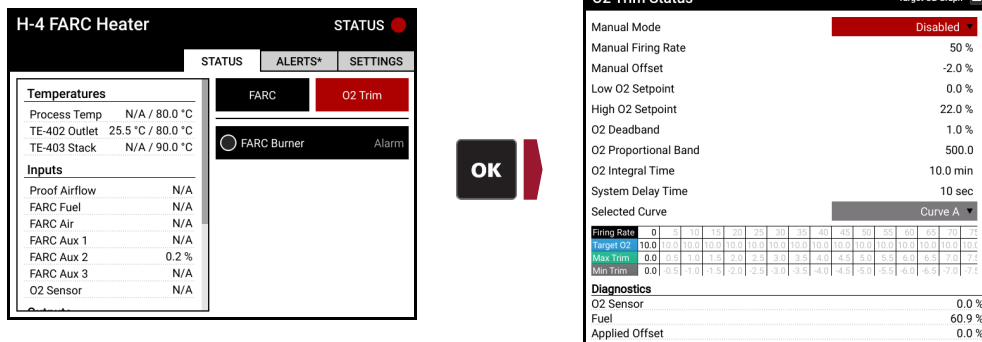 H-4 FARC Heater STATUS
STATUS ALERTS* SETTINGS
Temperatures
Process Temp N/A / 80.0 °C
TE-402 Outlet 25.5 °C / 80.0 °C
TE-403 Stack N/A / 90.0 °C
Inputs
Proof Airflow N/A
FARC Fuel N/A
FARC Air N/A
FARC Aux 1 N/A
FARC Aux 2 0.2 %
FARC Aux 3 N/A
O2 Sensor N/A
FARC O2 Trim
FARC Burner Alarm
OK
O2 Trim Status
Manual Mode Disabled
Manual Firing Rate 50 %
Manual Offset -2.0 %
Low O2 Setpoint 0.0 %
High O2 Setpoint 22.0 %
O2 Deadband 1.0 %
O2 Proportional Band 500.0
O2 Integral Time 10.0 min
System Delay Time 10 sec
Selected Curve Curve A
Firing Rate 0 5 10 15 20 25 30 35 40 45 50 55 60 65 70 75
Target O2 10.0 10.0 10.0 10.0 10.0 10.0 10.0 10.0 10.0 10.0 10.0 10.0 10.0 10.0 10.0 10.0
Max Trim 0.0 0.5 1.0 1.5 2.0 2.5 3.0 3.5 4.0 4.5 5.0 5.5 6.0 6.5 7.0 7.5
Min Trim 0.0 -0.5 -1.0 -1.5 -2.0 -2.5 -3.0 -3.5 -4.0 -4.5 -5.0 -5.5 -6.0 -6.5 -7.0 -7.5
Diagnostics
O2 Sensor 0.0 %
Fuel 60.9 %
Applied Offset 0.0 %